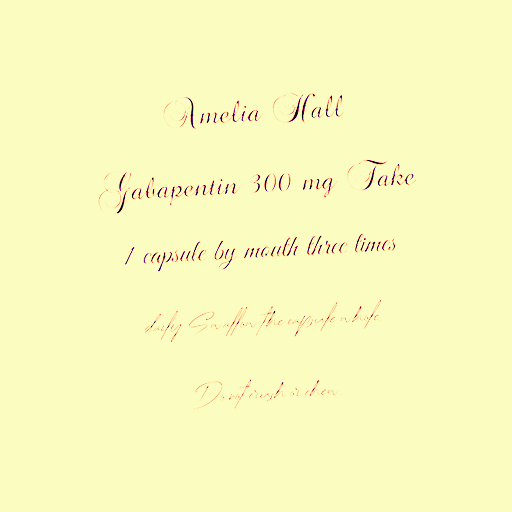 Amelia Hall
Gabapentin 300 mg Take
1 capsule by mouth three times
daily Swallow the capsule whole
Do not crush or chew